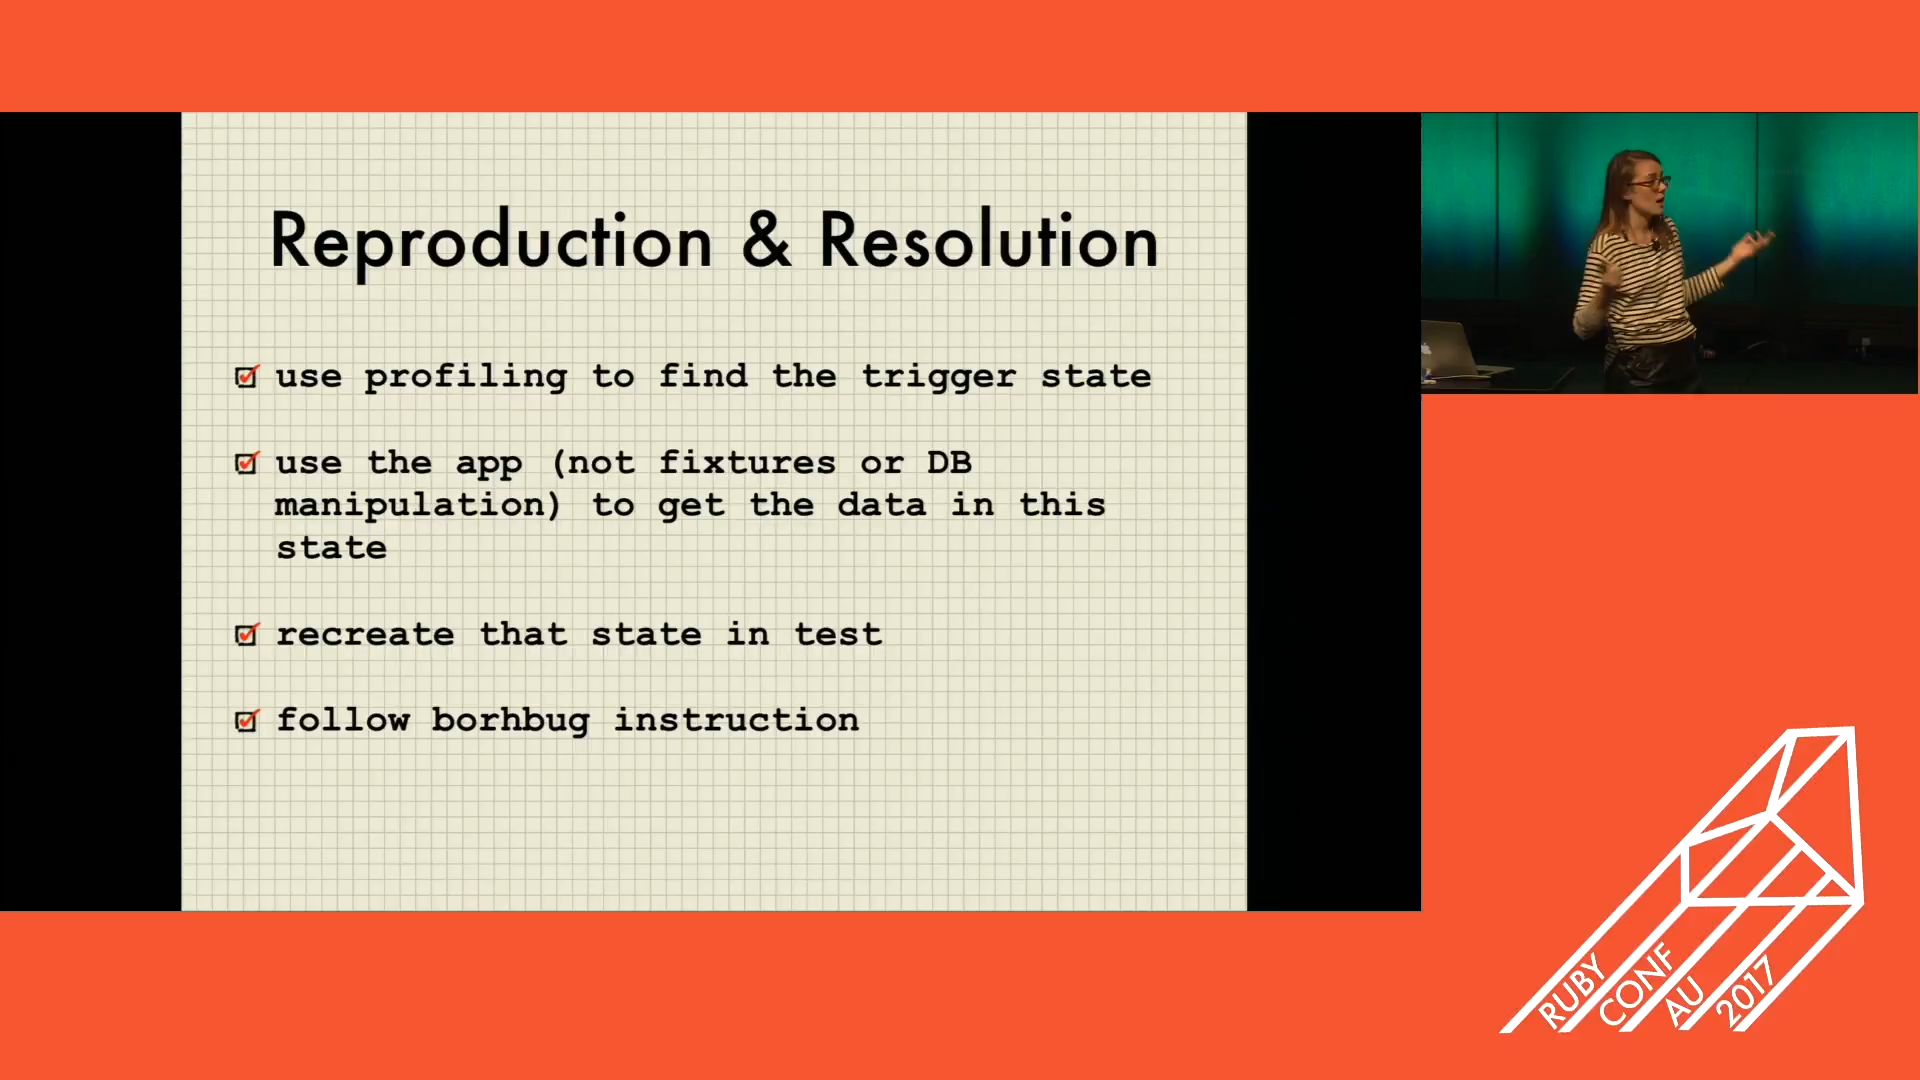 Reproduction & Resolution
use profiling to find the trigger state
use the app (not fixtures or DB
manipulation) to get the data in this
state
recreate that state in test
follow borhbug instruction
RUBY
CONF
AU
2017